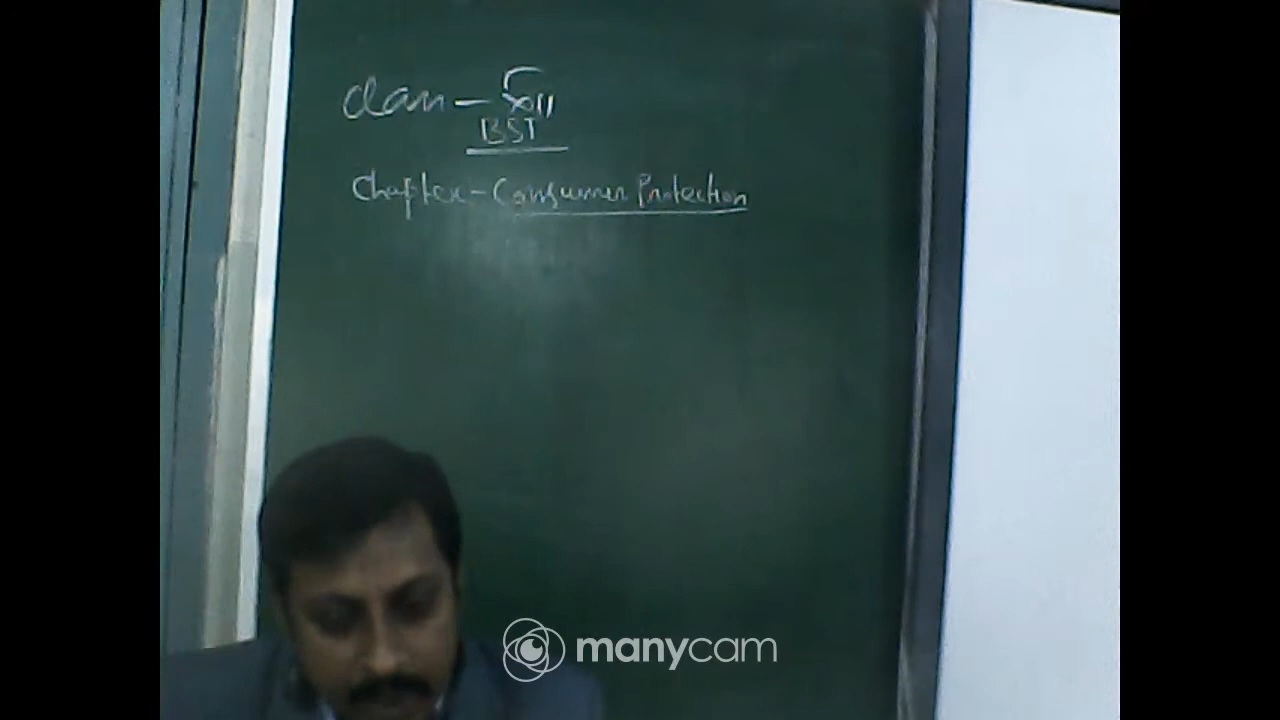 Class - XII
BST
Chapter - Consumer Protection
manycam